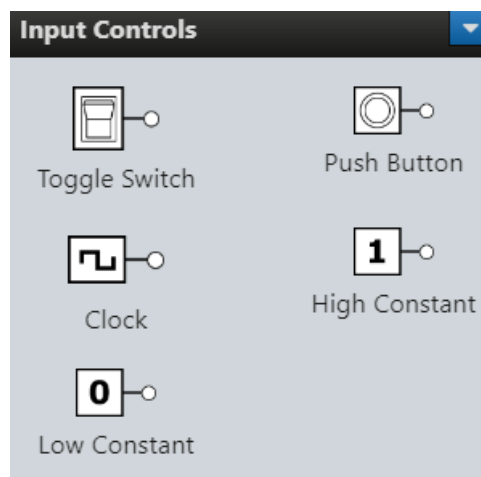 Input Controls
Toggle Switch
Push Button
Clock
1
High Constant
0
Low Constant